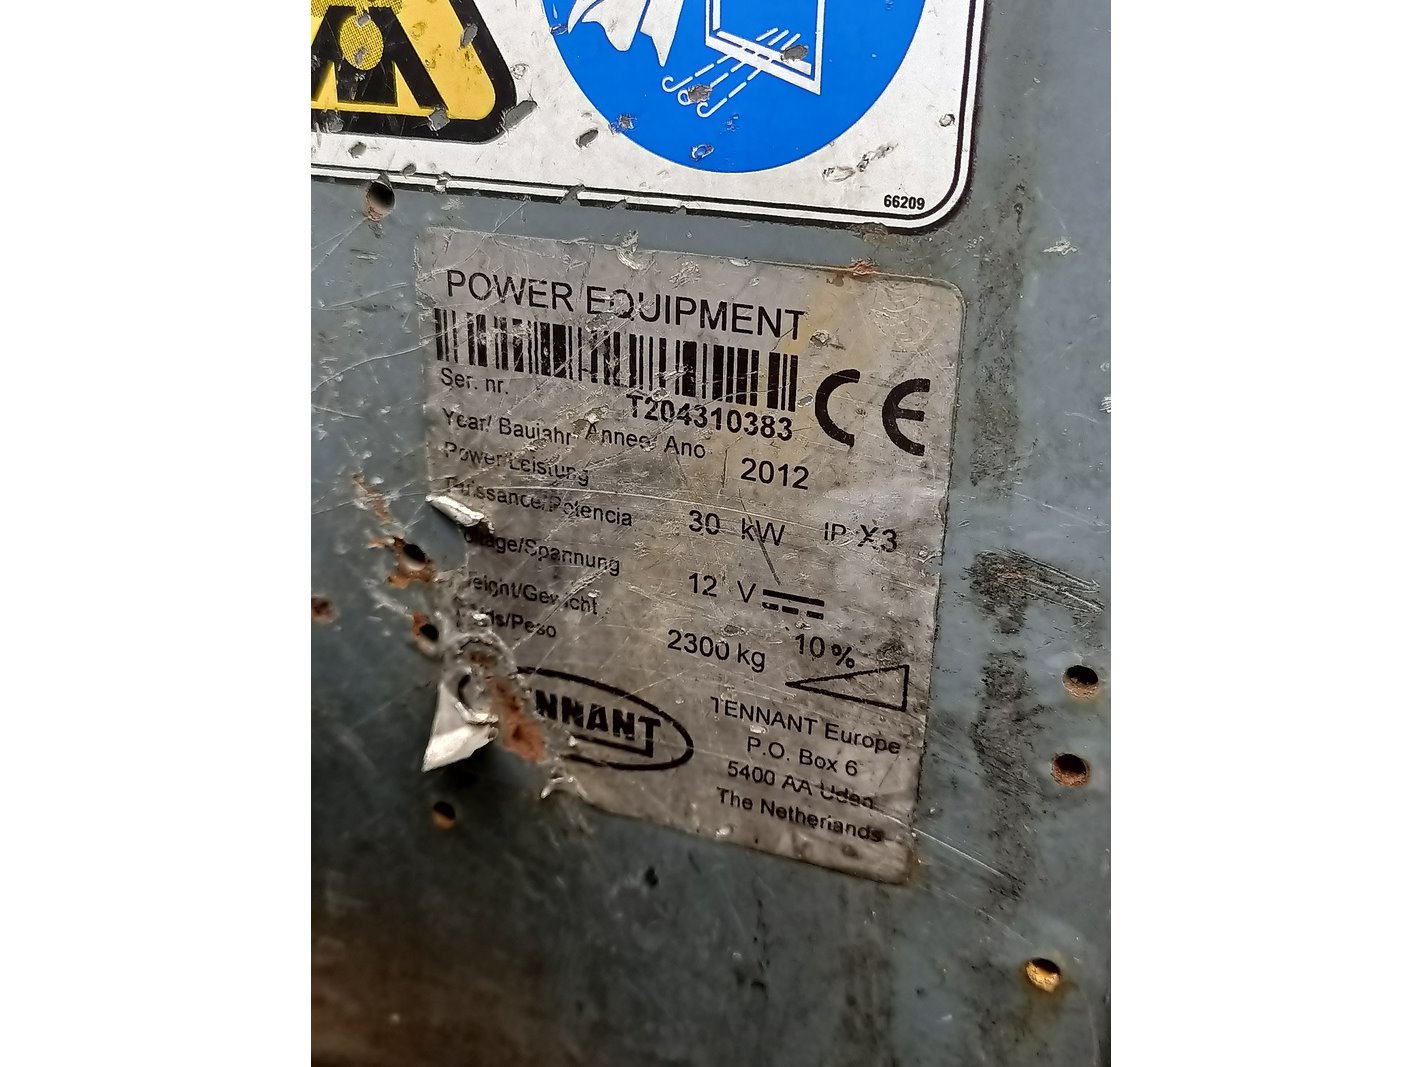 66209
POWER EQUIPMENT
CE
Ser. nr.
T204310383
Year/ Baujahr Annee/ Ano 2012
Power/Leistung
Puissance/Potencia 30 kW IP X3
Voltage/Spannung 12 V
Weight/Gewicht
Poids/Peso 2300 kg 10%
TENNANT
TENNANT Europe
P.O. Box 6
5400 AA Uden
The Netherlands